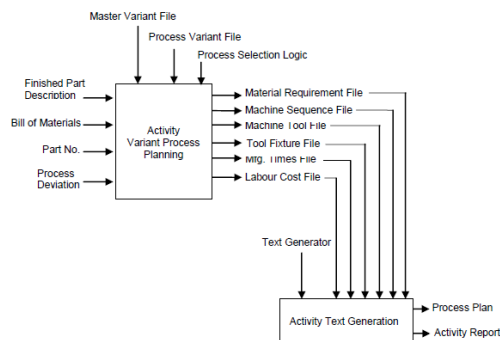 Master Variant File
Process Variant File
Process Selection Logic
Finished Part
Description
Bill of Materials
Part No.
Process
Deviation
Activity
Variant Process
Planning
Material Requirement File
Machine Sequence File
Machine Tool File
Tool Fixture File
Mfg. Times File
Labour Cost File
Text Generator
Activity Text Generation
Process Plan
Activity Report